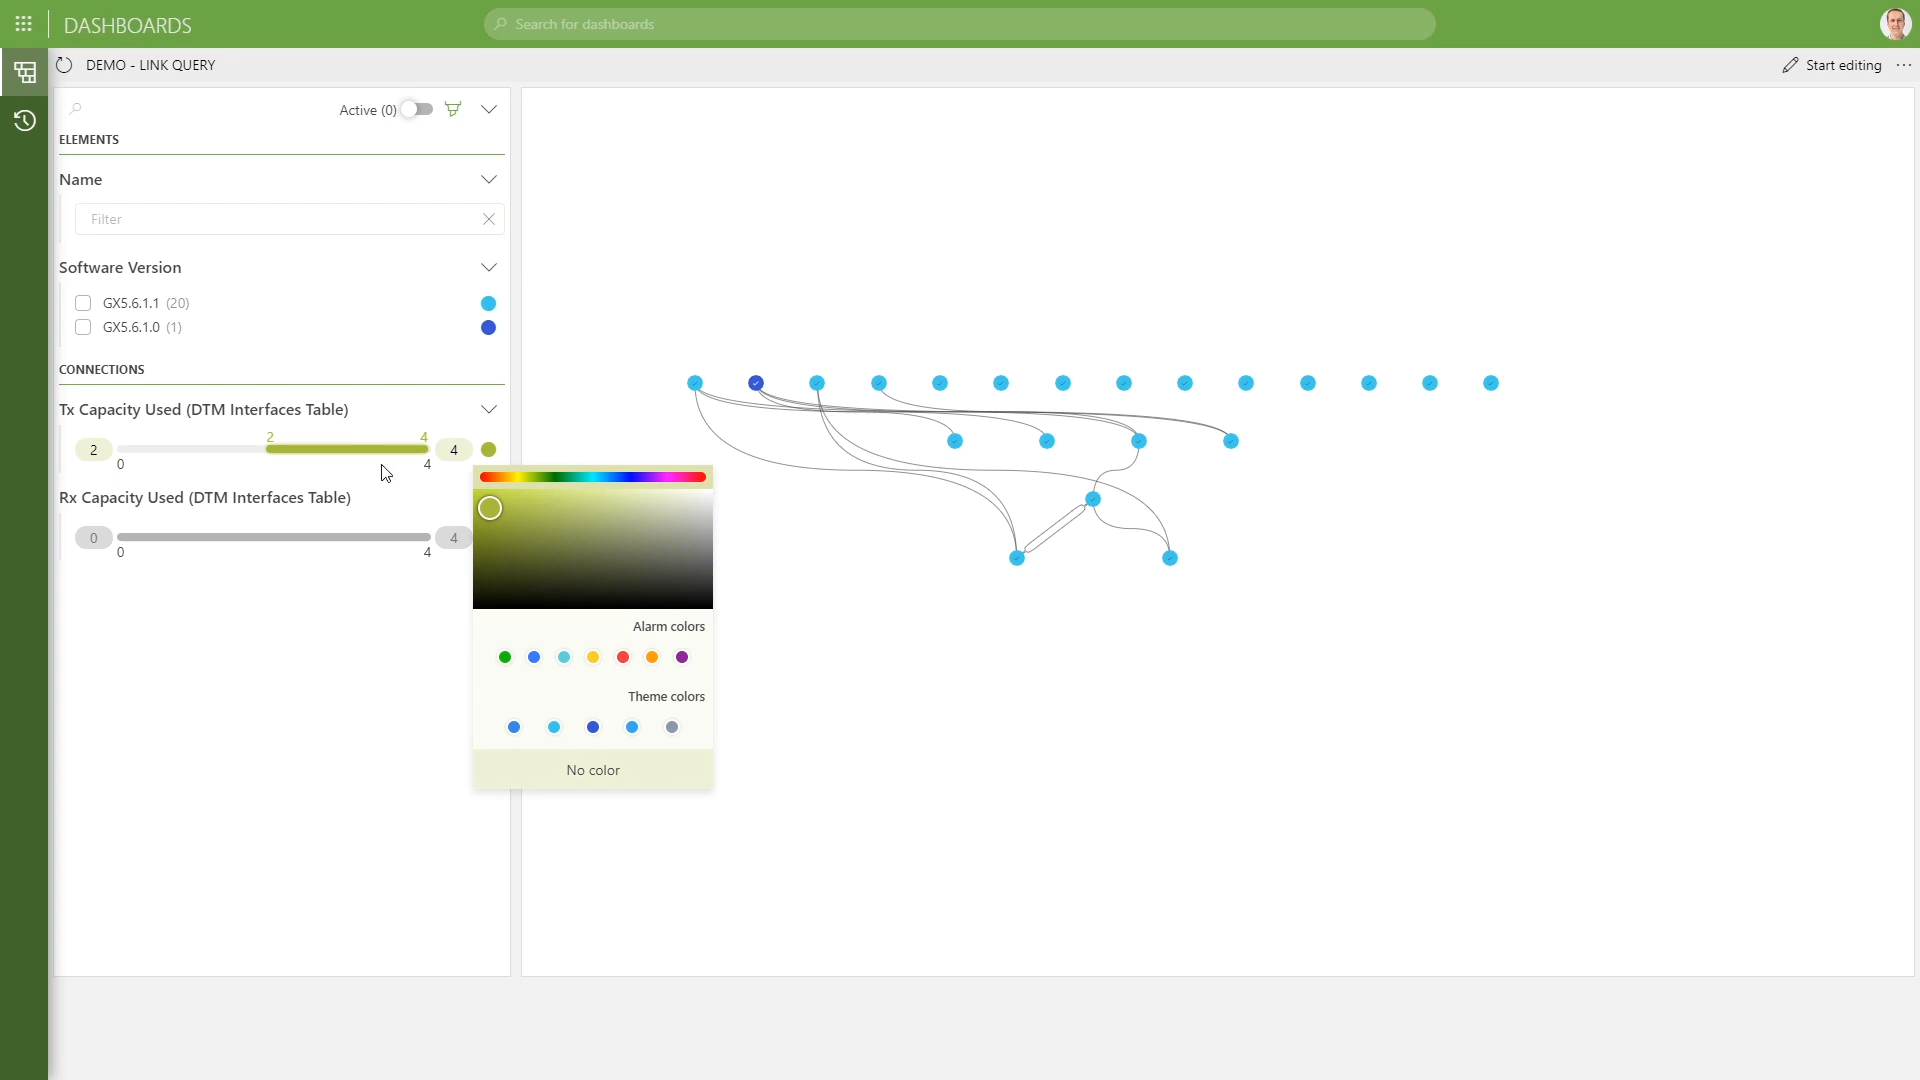 DASHBOARDS
Search for dashboards
DEMO - LINK QUERY
Start editing
Active (0)
ELEMENTS
Name
Filter
Software Version
GX5.6.1.1 (20)
GX5.6.1.0 (1)
CONNECTIONS
Tx Capacity Used (DTM Interfaces Table)
2 4
2 4
0 4
Rx Capacity Used (DTM Interfaces Table)
0 4
0 4
Alarm colors
Theme colors
No color